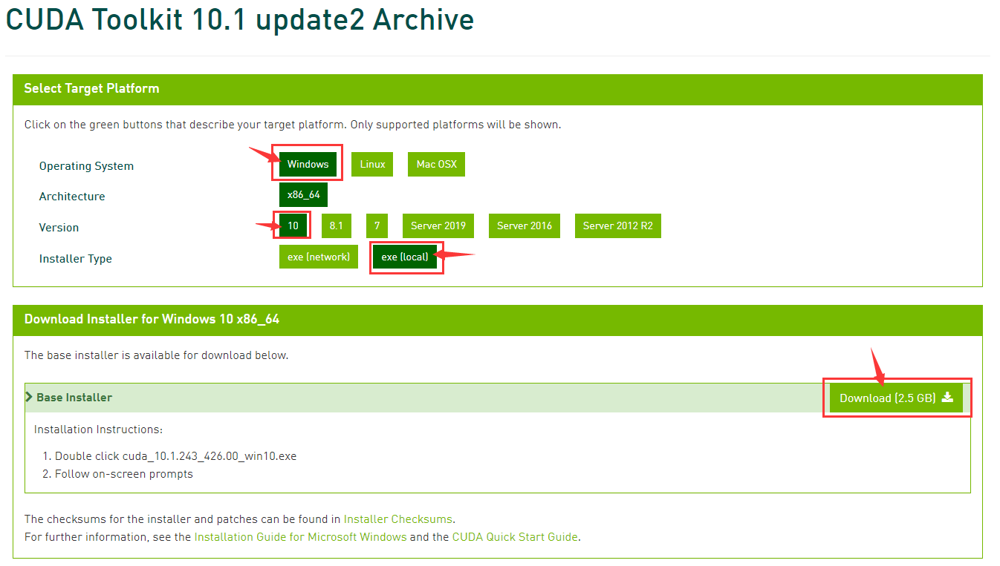 CUDA Toolkit 10.1 update2 Archive
Select Target Platform
Click on the green buttons that describe your target platform. Only supported platforms will be shown.
Operating System Windows Linux Mac OSX
Architecture x86_64
Version 10 8.1 7 Server 2019 Server 2016 Server 2012 R2
Installer Type exe (network) exe (local)
Download Installer for Windows 10 x86_64
The base installer is available for download below.
Base Installer Download (2.5 GB)
Installation Instructions:
1. Double click cuda_10.1.243_426.00_win10.exe
2. Follow on-screen prompts
The checksums for the installer and patches can be found in Installer Checksums.
For further information, see the Installation Guide for Microsoft Windows and the CUDA Quick Start Guide.